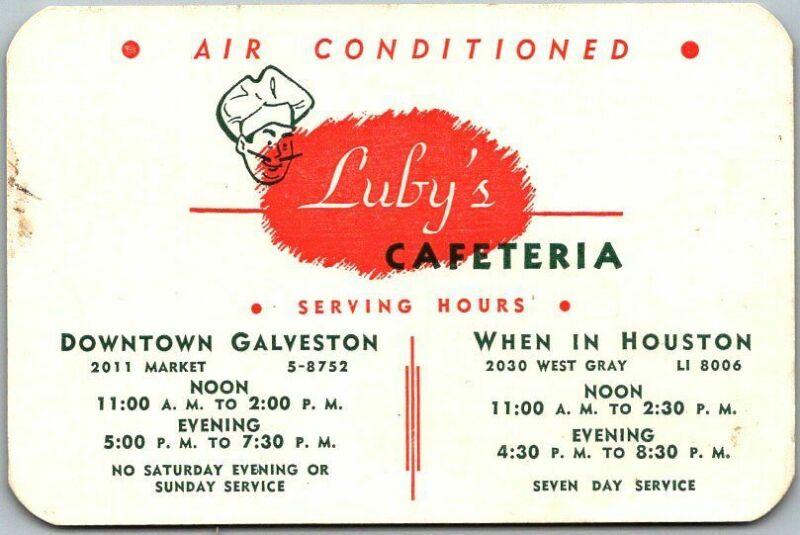 • AIR CONDITIONED •
Luby's
CAFETERIA
• SERVING HOURS •
DOWNTOWN GALVESTON
2011 MARKET 5-8752
NOON
11:00 A. M. TO 2:00 P. M.
EVENING
5:00 P. M. TO 7:30 P. M.
NO SATURDAY EVENING OR
SUNDAY SERVICE
WHEN IN HOUSTON
2030 WEST GRAY LI 8006
NOON
11:00 A. M. TO 2:30 P. M.
EVENING
4:30 P. M. TO 8:30 P. M.
SEVEN DAY SERVICE